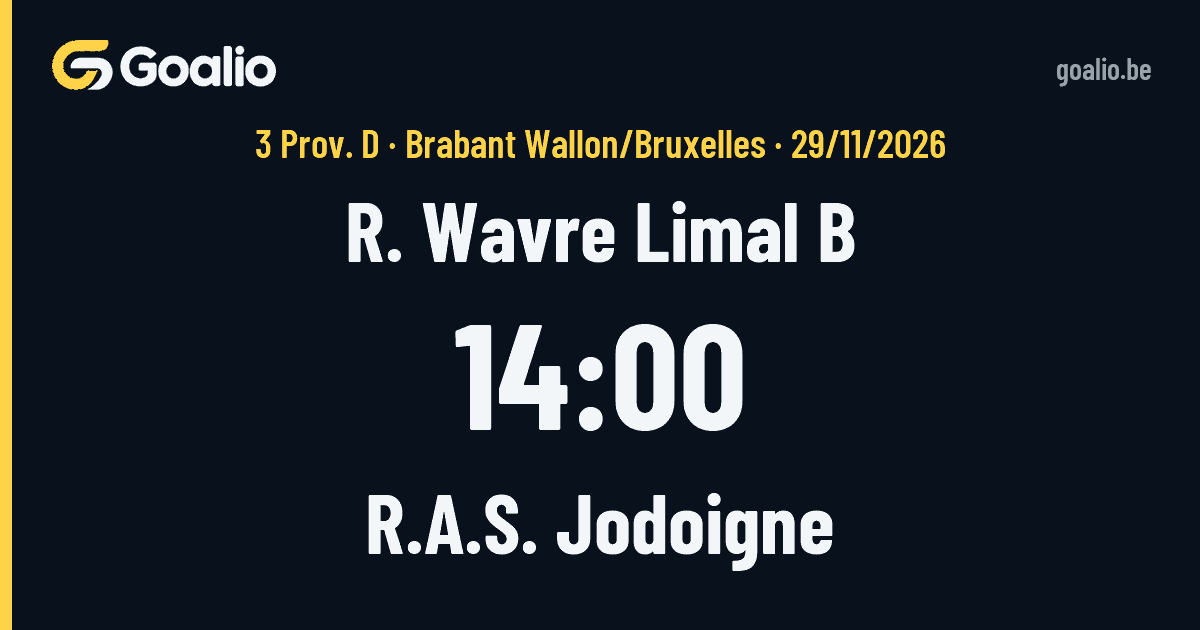 Goalio
goalio.be
3 Prov. D · Brabant Wallon/Bruxelles · 29/11/2026
R. Wavre Limal B
14:00
R.A.S. Jodoigne